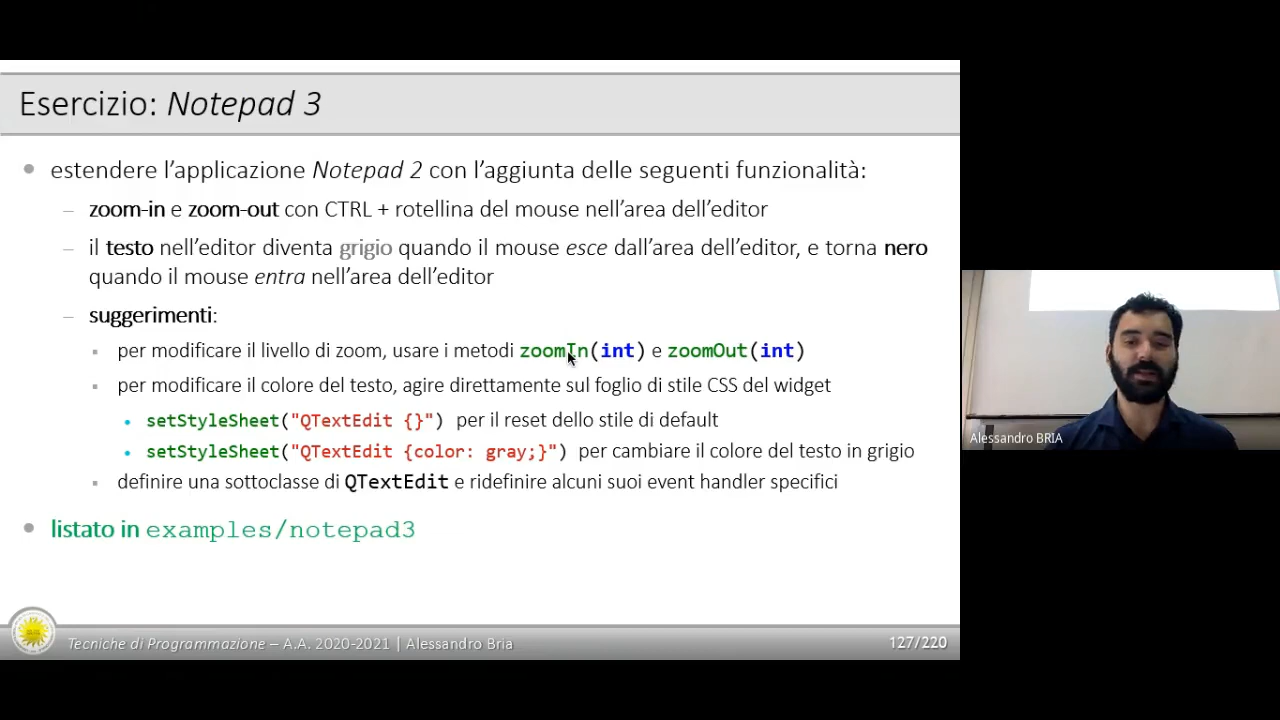 Esercizio: Notepad 3
estendere l'applicazione Notepad 2 con l'aggiunta delle seguenti funzionalità:
– zoom-in e zoom-out con CTRL + rotellina del mouse nell'area dell'editor
– il testo nell'editor diventa grigio quando il mouse esce dall'area dell'editor, e torna nero
quando il mouse entra nell'area dell'editor
– suggerimenti:
per modificare il livello di zoom, usare i metodi zoomIn(int) e zoomOut(int)
per modificare il colore del testo, agire direttamente sul foglio di stile CSS del widget
setStyleSheet("QTextEdit {}") per il reset dello stile di default
setStyleSheet("QTextEdit {color: gray;}") per cambiare il colore del testo in grigio
definire una sottoclasse di QTextEdit e ridefinire alcuni suoi event handler specifici
listato in examples/notepad3
Tecniche di Programmazione – A.A. 2020-2021 | Alessandro Bria
127/220
Alessandro BRIA